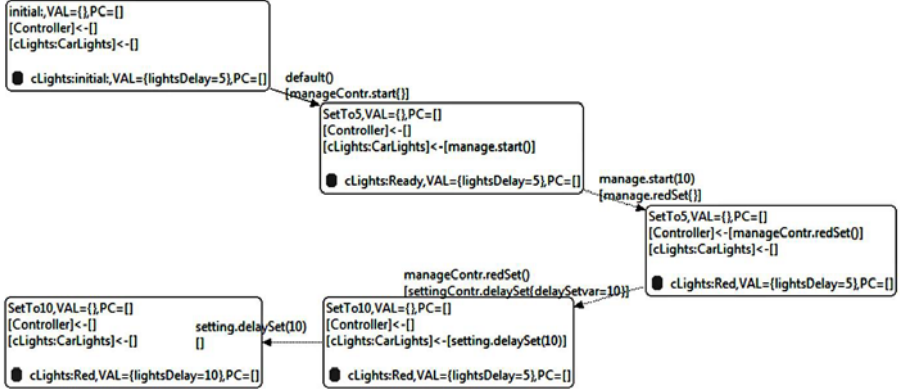 initial:,VAL={},PC=[]
[Controller]<-[]
[cLights:CarLights]<-[]
cLights:initial:,VAL={lightsDelay=5},PC=[]
default()
[manageContr.start{}]
SetTo5,VAL={},PC=[]
[Controller]<-[]
[cLights:CarLights]<-[manage.start()]
cLights:Ready,VAL={lightsDelay=5},PC=[]
manage.start(10)
[manage.redSet{}]
SetTo5,VAL={},PC=[]
[Controller]<-[manageContr.redSet()]
[cLights:CarLights]<-[]
cLights:Red,VAL={lightsDelay=5},PC=[]
manageContr.redSet()
[settingContr.delaySet{delaySetvar=10}]
SetTo10,VAL={},PC=[]
[Controller]<-[]
[cLights:CarLights]<-[setting.delaySet(10)]
cLights:Red,VAL={lightsDelay=5},PC=[]
setting.delaySet(10)
[]
SetTo10,VAL={},PC=[]
[Controller]<-[]
[cLights:CarLights]<-[]
cLights:Red,VAL={lightsDelay=10},PC=[]